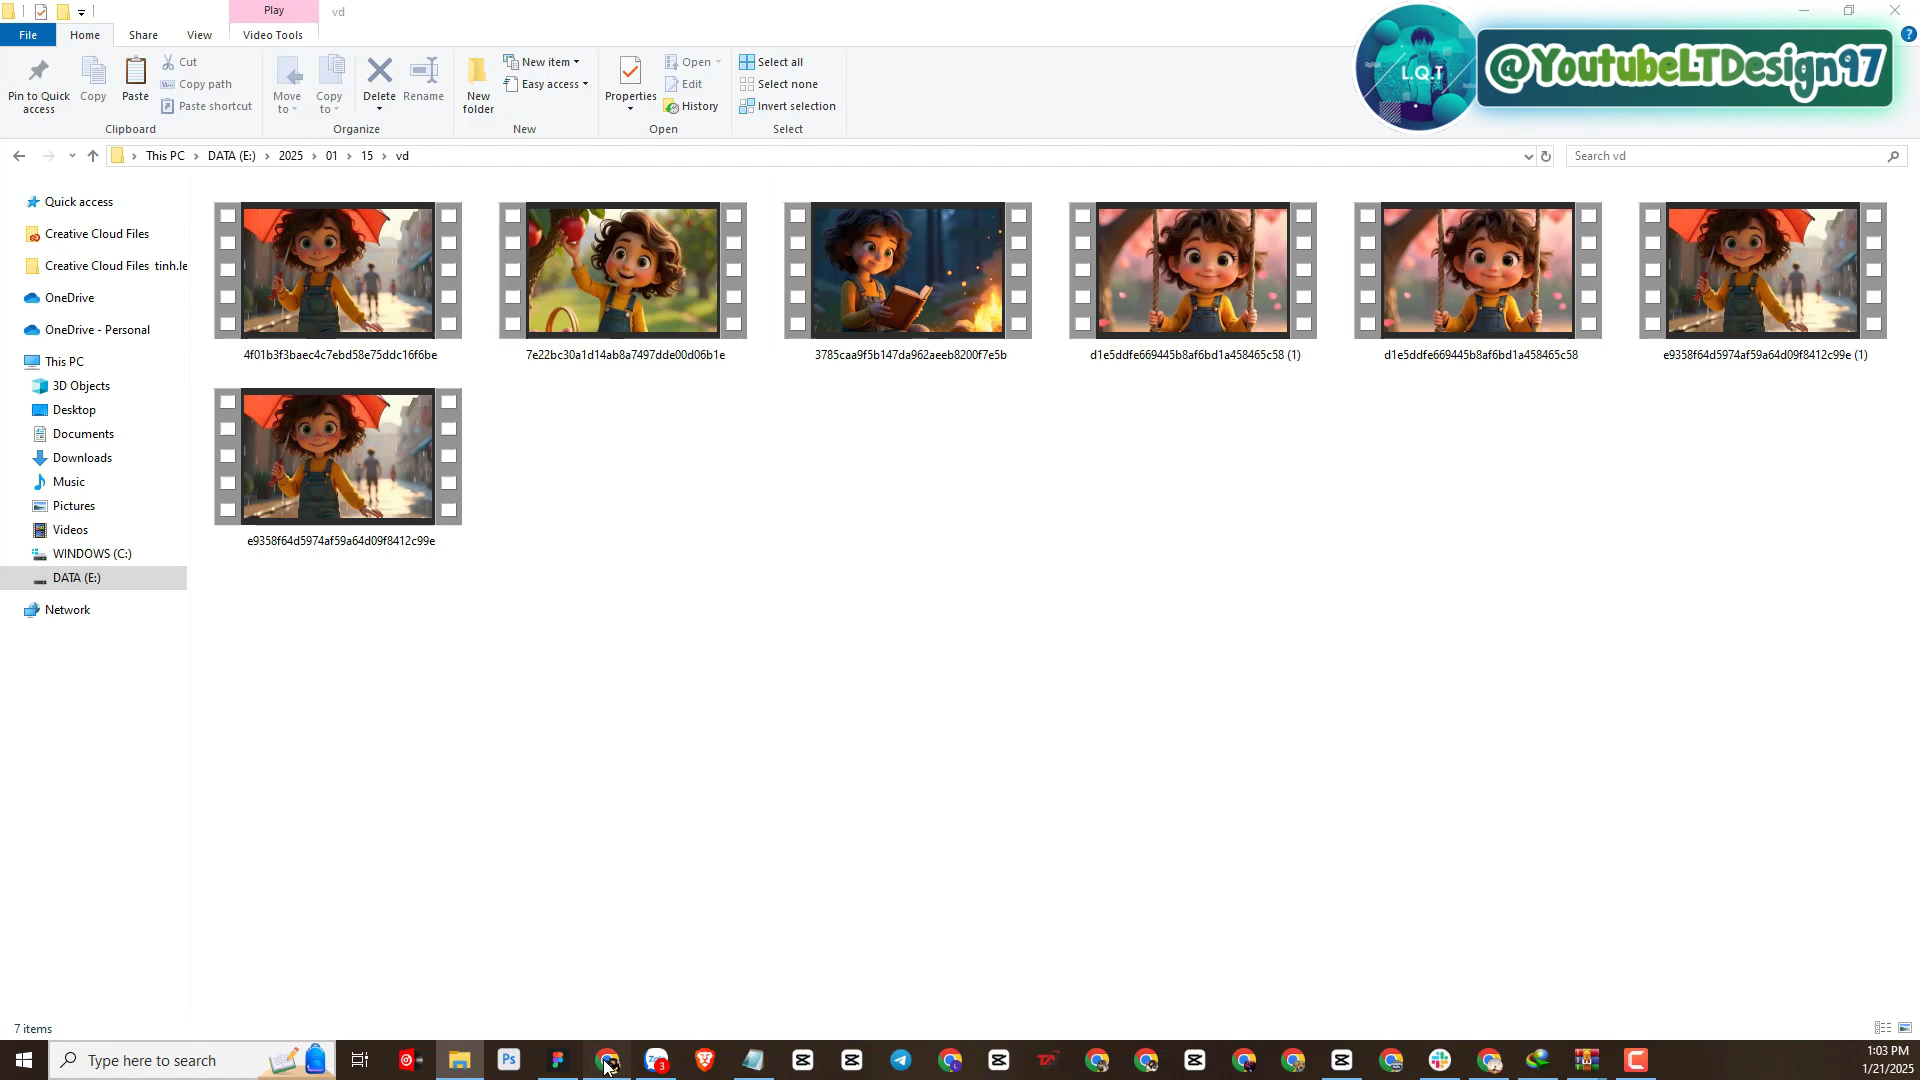 Play
vd
File
Home
Share
View
Video Tools
Pin to Quick access
Copy
Paste
Cut
Copy path
Paste shortcut
Clipboard
Move to
Copy to
Delete
Rename
Organize
New folder
New item
Easy access
New
Properties
Open
Edit
History
Open
Select all
Select none
Invert selection
Select
L.Q.T
@YoutubeLTDesign97
This PC
DATA (E:)
2025
01
15
vd
Search vd
Quick access
Creative Cloud Files
Creative Cloud Files tinh.le
OneDrive
OneDrive - Personal
This PC
3D Objects
Desktop
Documents
Downloads
Music
Pictures
Videos
WINDOWS (C:)
DATA (E:)
Network
4f01b3f3baec4c7ebd58e75ddc16f6be
7e22bc30a1d14ab8a7497dde00d06b1e
3785caa9f5b147da962aeeb8200f7e5b
d1e5ddfe669445b8af6bd1a458465c58 (1)
d1e5ddfe669445b8af6bd1a458465c58
e9358f64d5974af59a64d09f8412c99e (1)
e9358f64d5974af59a64d09f8412c99e
7 items
Type here to search
Ps
Zalo
3
1:03 PM
1/21/2025